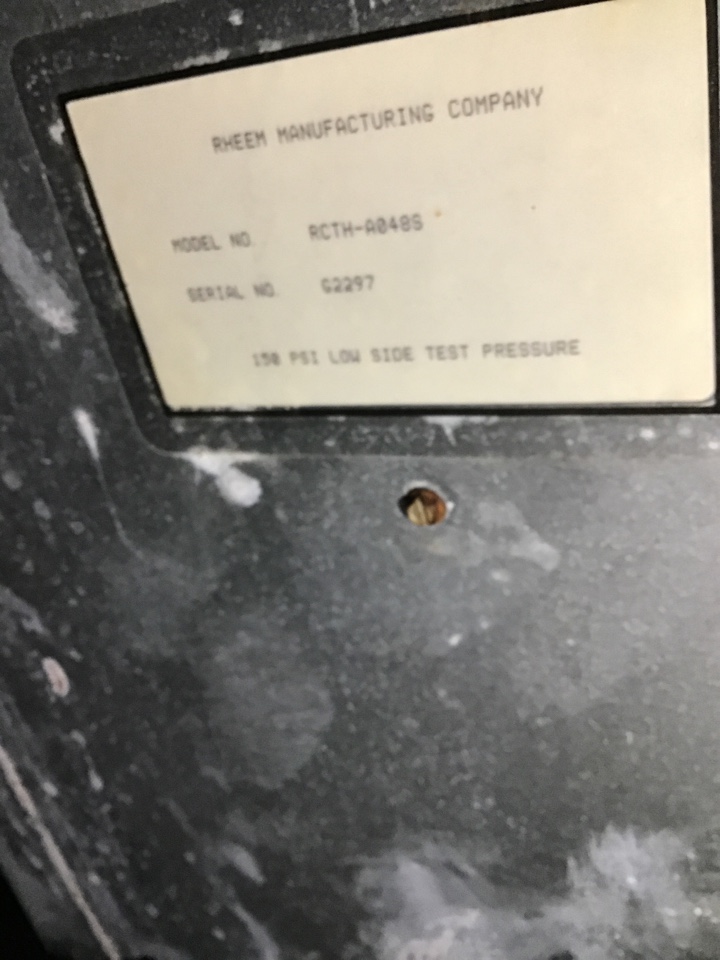 RHEEM MANUFACTURING COMPANY
MODEL NO. RCTH-A048S
SERIAL NO. G2297
150 PSI LOW SIDE TEST PRESSURE